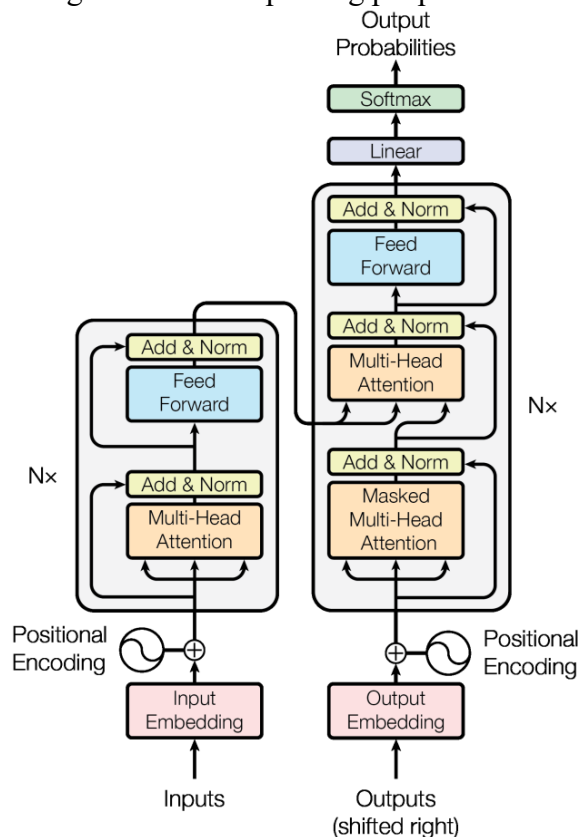 Output
Probabilities
Softmax
Linear
Add & Norm
Feed
Forward
Add & Norm
Multi-Head
Attention
Add & Norm
Masked
Multi-Head
Attention
Nx
Add & Norm
Feed
Forward
Add & Norm
Multi-Head
Attention
Nx
Positional
Encoding
Positional
Encoding
Input
Embedding
Output
Embedding
Inputs
Outputs
(shifted right)